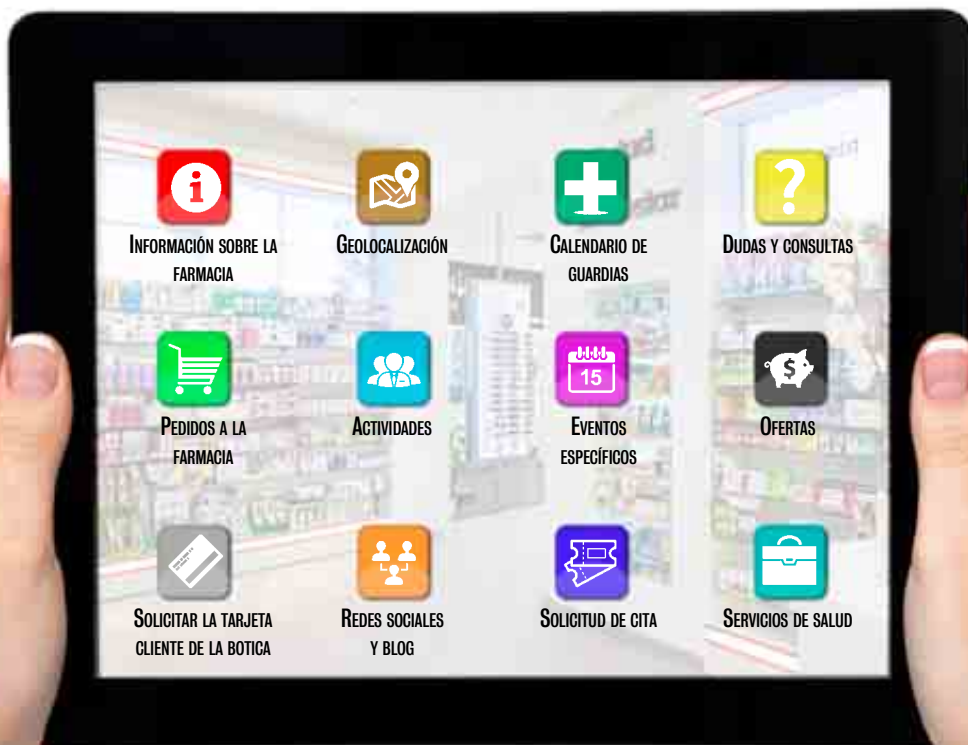 INFORMACIÓN SOBRE LA
FARMACIA
GEOLOCALIZACIÓN
CALENDARIO DE
GUARDIAS
DUDAS Y CONSULTAS
PEDIDOS A LA
FARMACIA
ACTIVIDADES
15
EVENTOS
ESPECÍFICOS
$
OFERTAS
SOLICITAR LA TARJETA
CLIENTE DE LA BOTICA
REDES SOCIALES
Y BLOG
SOLICITUD DE CITA
SERVICIOS DE SALUD